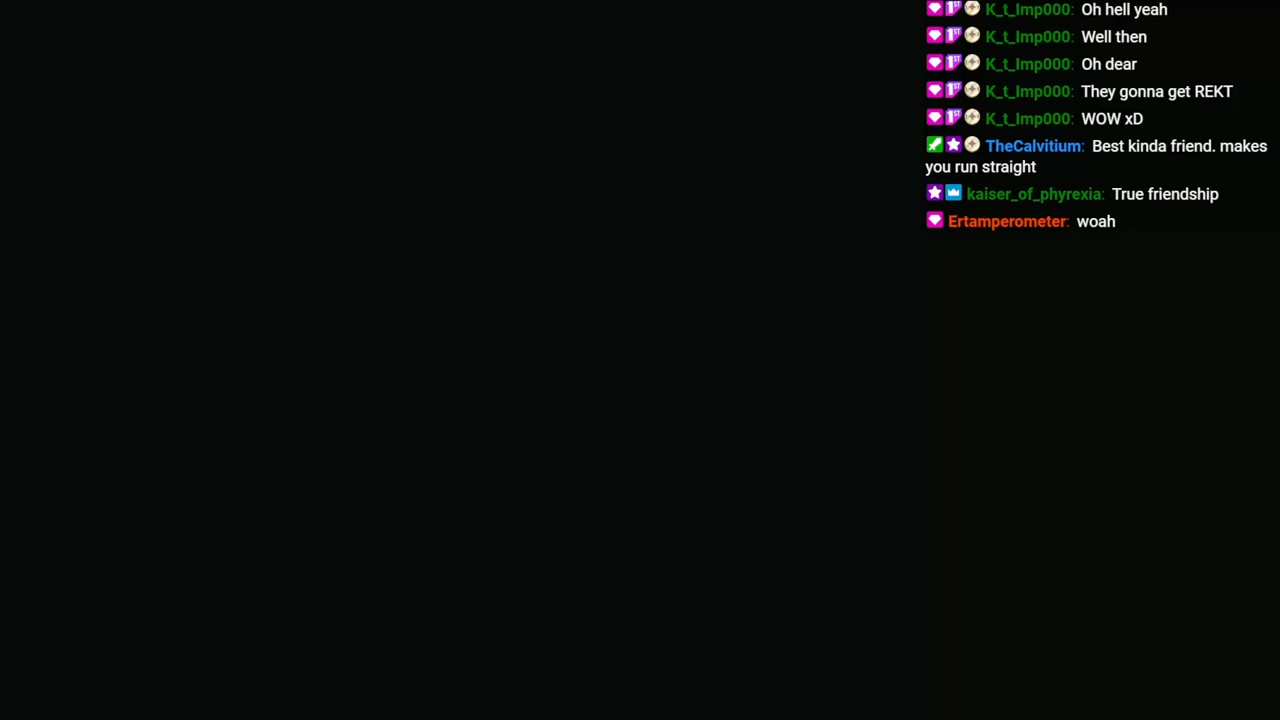 K_t_Imp000: Oh hell yeah
K_t_Imp000: Well then
K_t_Imp000: Oh dear
K_t_Imp000: They gonna get REKT
K_t_Imp000: WOW xD
TheCalvitium: Best kinda friend. makes
you run straight
kaiser_of_phyrexia: True friendship
Ertamperometer: woah